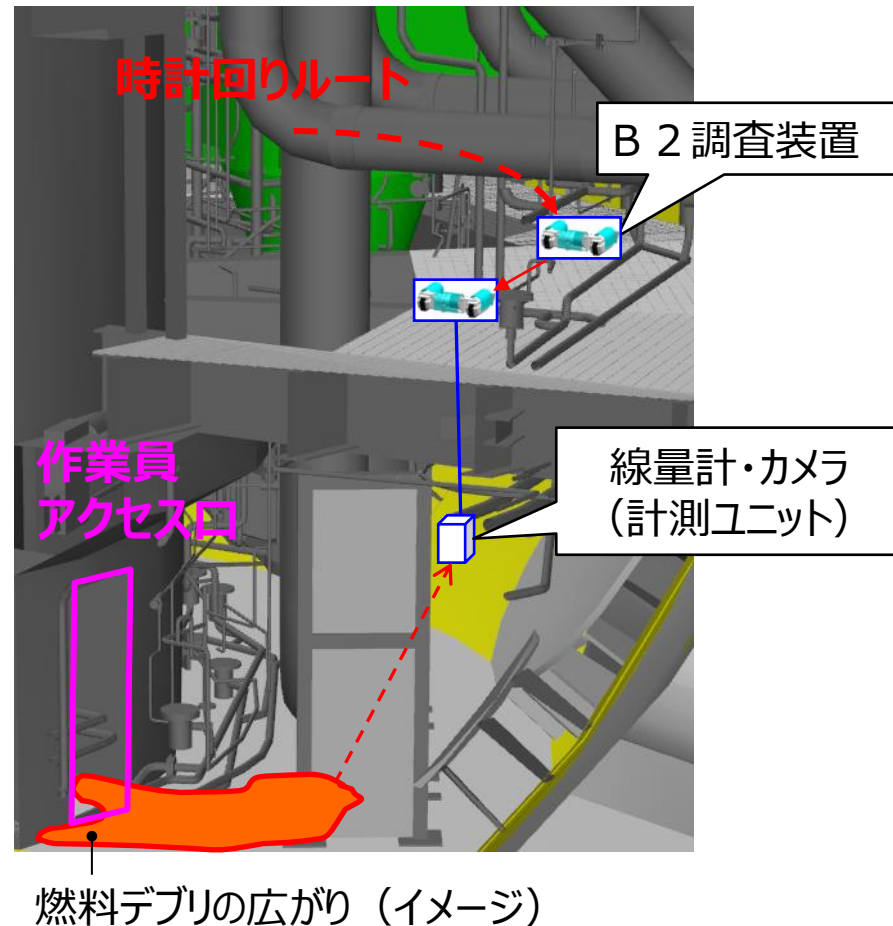 時計回りルート
Ｂ２調査装置
作業員
アクセス口
線量計・カメラ
（計測ユニット）
燃料デブリの広がり（イメージ）